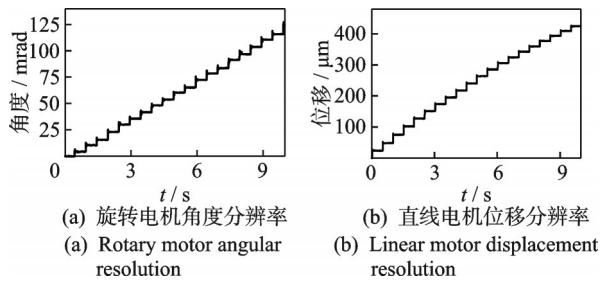 125
100
75
50
25
0
角度 / mrad
3
6
9
t / s
(a) 旋转电机角度分辨率
(a) Rotary motor angular
resolution
400
300
200
100
位移 / μm
0
3
6
9
t / s
(b) 直线电机位移分辨率
(b) Linear motor displacement
resolution